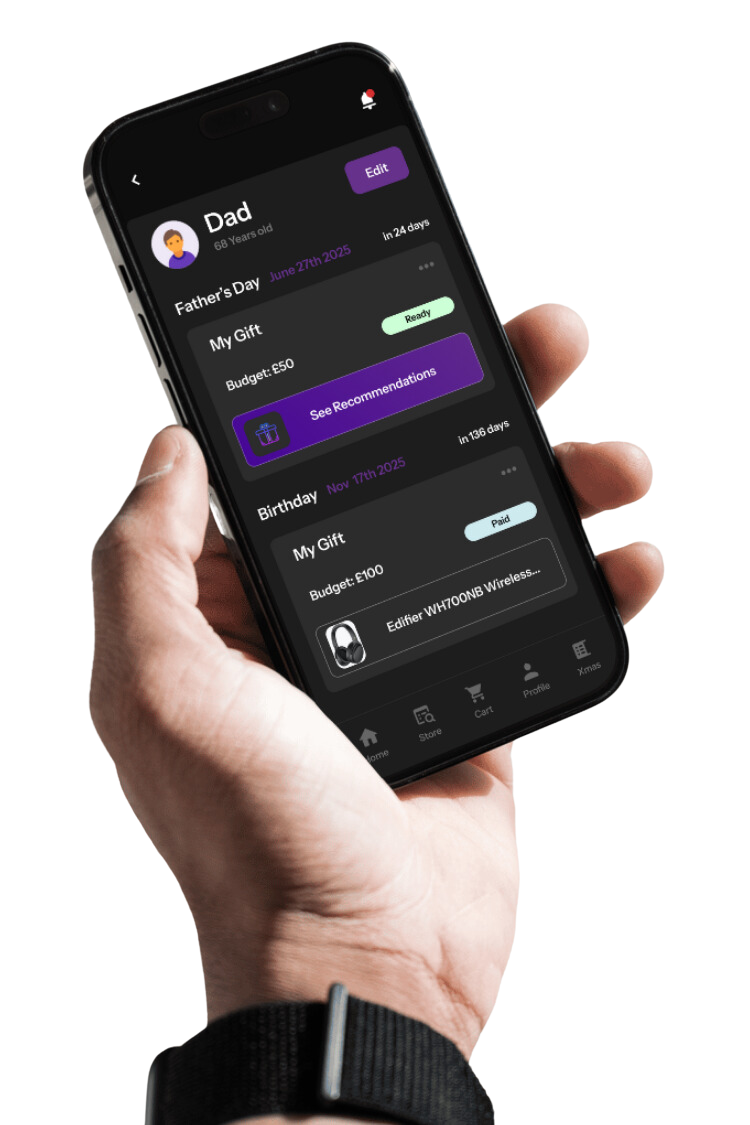 Edit
Dad
68 Years old
Father's Day June 27th 2025 in 24 days
My Gift
Ready
Budget: £50
See Recommendations
Birthday Nov 17th 2025 in 136 days
My Gift
Paid
Budget: £100
Edifier WH700NB Wireless...
Home Store Cart Profile Xmas